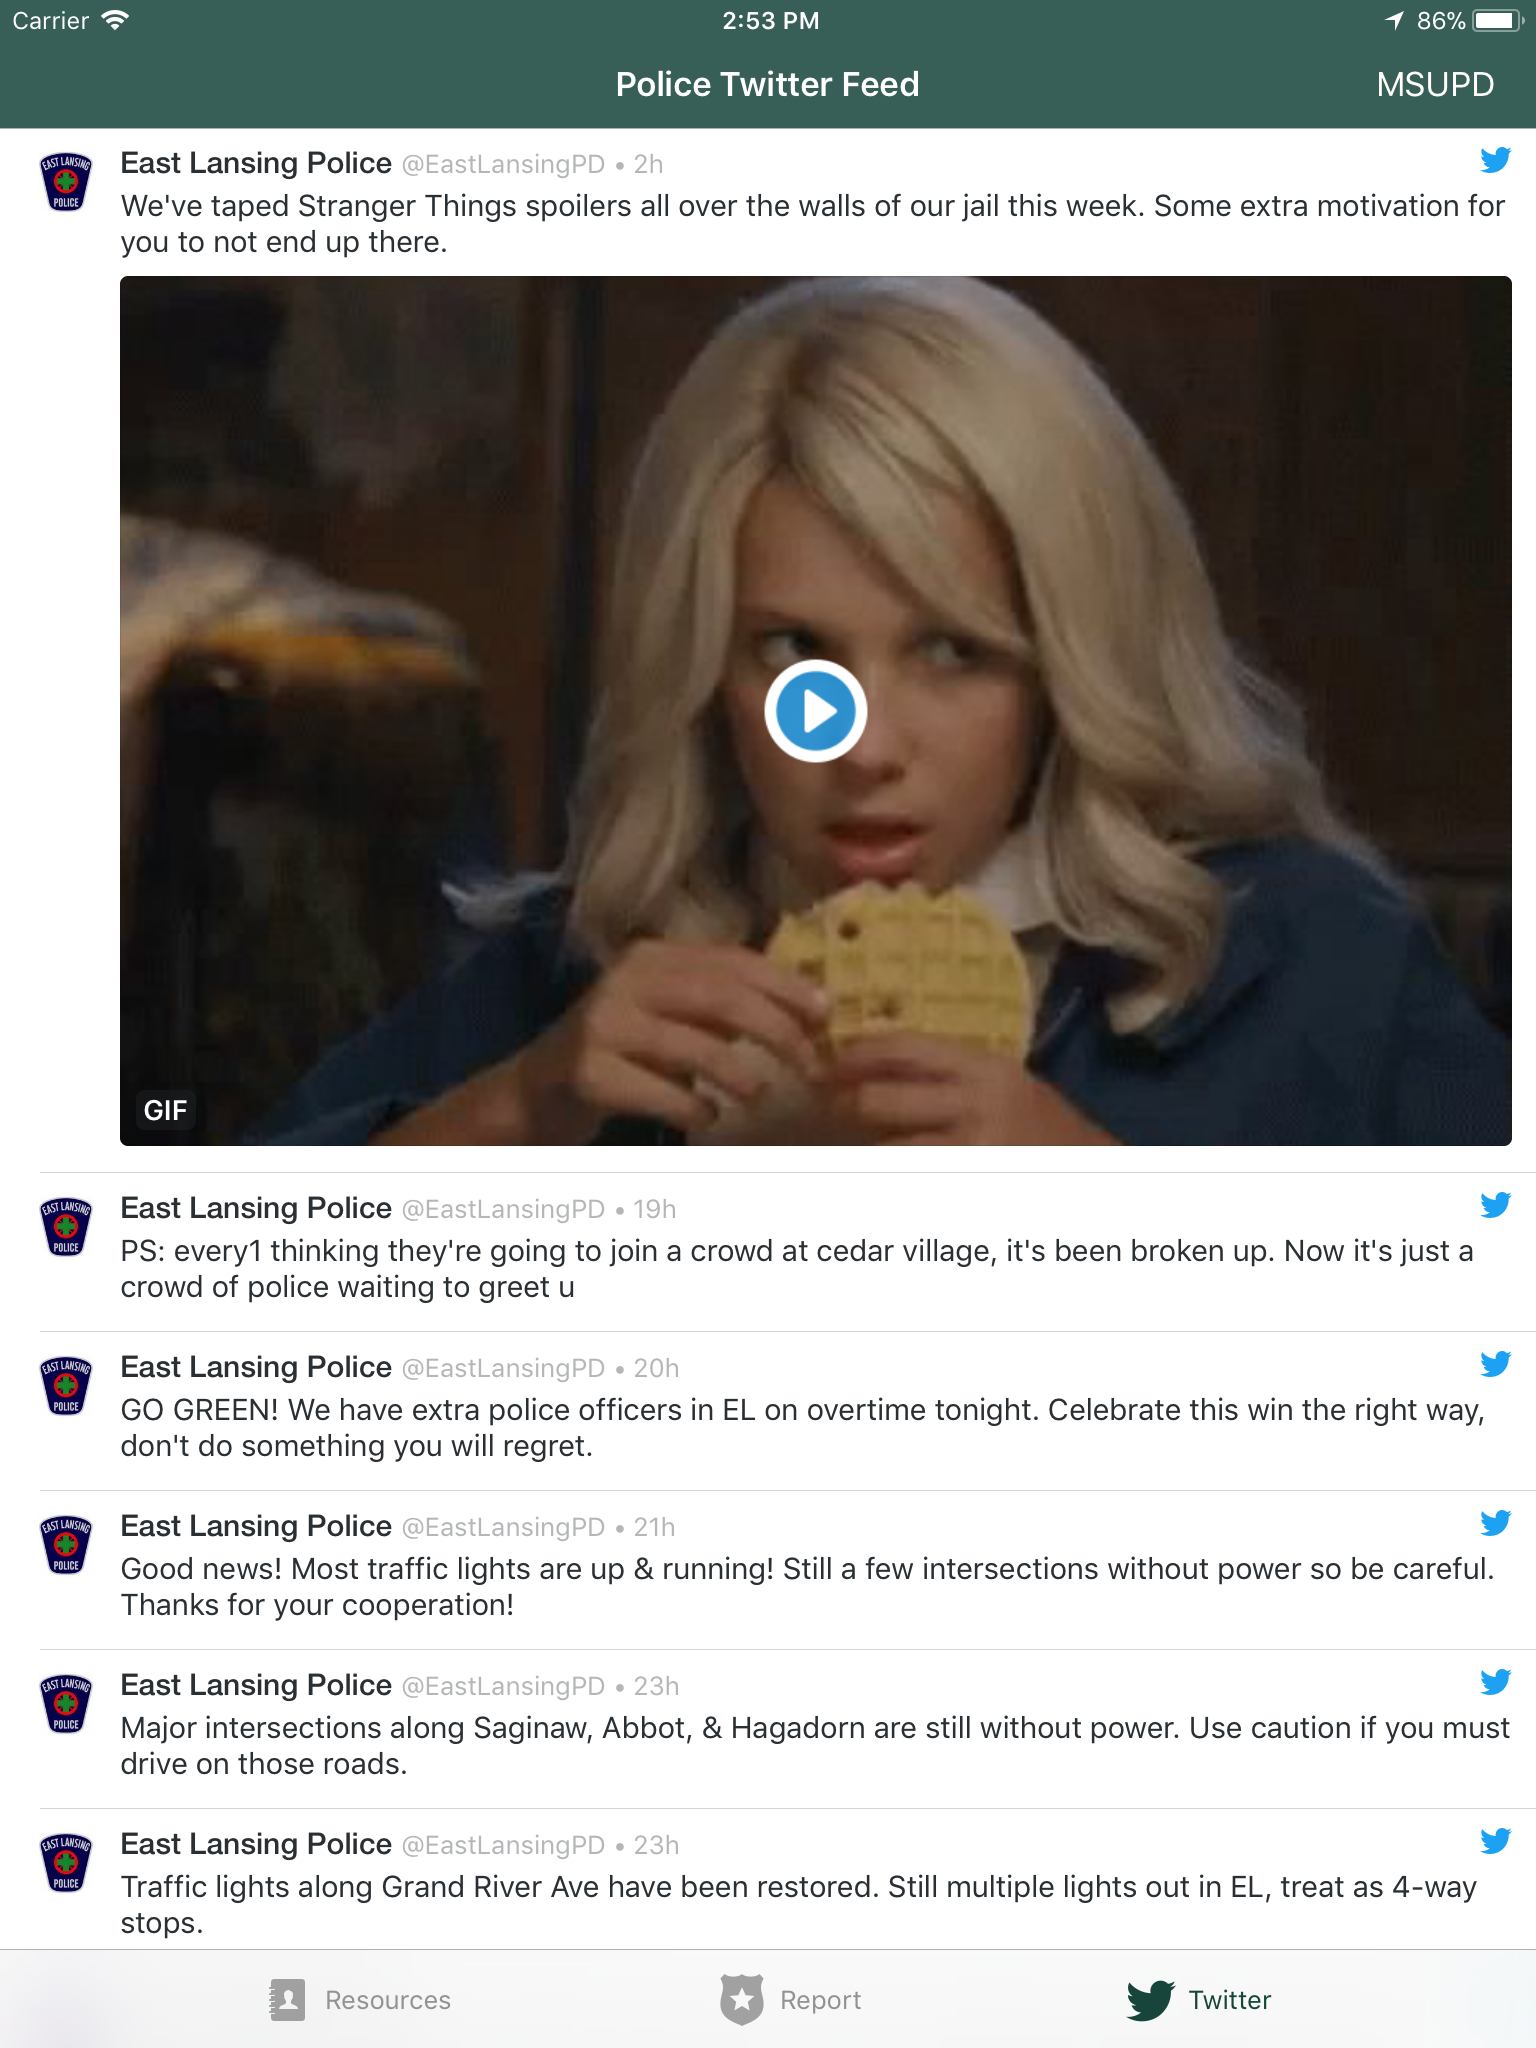 Carrier 2:53 PM 86%
Police Twitter Feed MSUPD
EAST LANSING
POLICE
East Lansing Police @EastLansingPD • 2h
We've taped Stranger Things spoilers all over the walls of our jail this week. Some extra motivation for
you to not end up there.
GIF
EAST LANSING
POLICE
East Lansing Police @EastLansingPD • 19h
PS: every1 thinking they're going to join a crowd at cedar village, it's been broken up. Now it's just a
crowd of police waiting to greet u
EAST LANSING
POLICE
East Lansing Police @EastLansingPD • 20h
GO GREEN! We have extra police officers in EL on overtime tonight. Celebrate this win the right way,
don't do something you will regret.
EAST LANSING
POLICE
East Lansing Police @EastLansingPD • 21h
Good news! Most traffic lights are up & running! Still a few intersections without power so be careful.
Thanks for your cooperation!
EAST LANSING
POLICE
East Lansing Police @EastLansingPD • 23h
Major intersections along Saginaw, Abbot, & Hagadorn are still without power. Use caution if you must
drive on those roads.
EAST LANSING
POLICE
East Lansing Police @EastLansingPD • 23h
Traffic lights along Grand River Ave have been restored. Still multiple lights out in EL, treat as 4-way
stops.
Resources Report Twitter